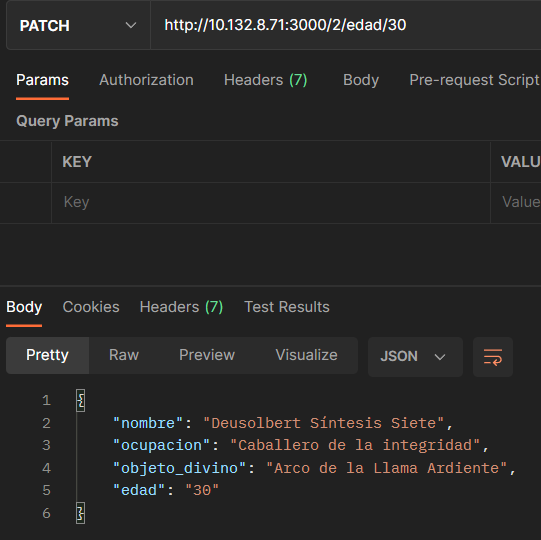 PATCH http://10.132.8.71:3000/2/edad/30
Params Authorization Headers (7) Body Pre-request Script
Query Params
KEY VALU
Key Value
Body Cookies Headers (7) Test Results
Pretty Raw Preview Visualize JSON
1 {
2 "nombre": "Deusolbert Síntesis Siete",
3 "ocupacion": "Caballero de la integridad",
4 "objeto_divino": "Arco de la Llama Ardiente",
5 "edad": "30"
6 }